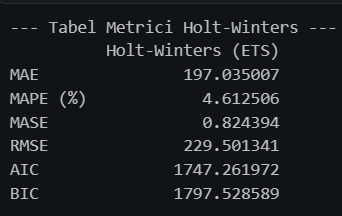 --- Tabel Metrici Holt-Winters ---
Holt-Winters (ETS)
MAE 197.035007
MAPE (%) 4.612506
MASE 0.824394
RMSE 229.501341
AIC 1747.261972
BIC 1797.528589